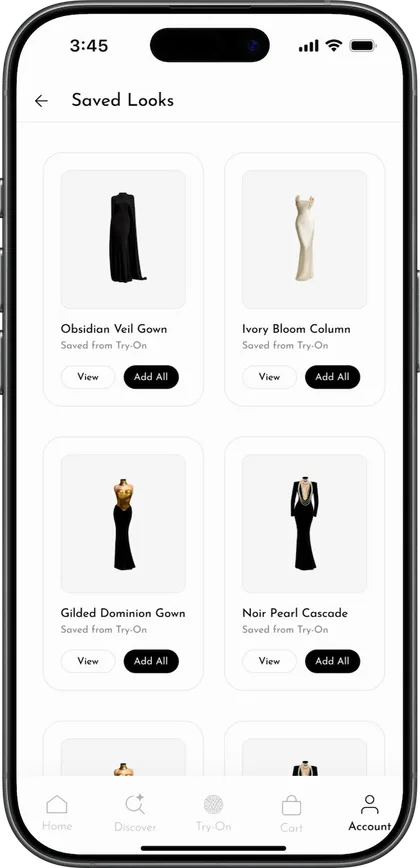 3:45
Saved Looks
Obsidian Veil Gown
Saved from Try-On
View
Add All
Ivory Bloom Column
Saved from Try-On
View
Add All
Gilded Dominion Gown
Saved from Try-On
View
Add All
Noir Pearl Cascade
Saved from Try-On
View
Add All
Home
Discover
Try-On
Cart
Account